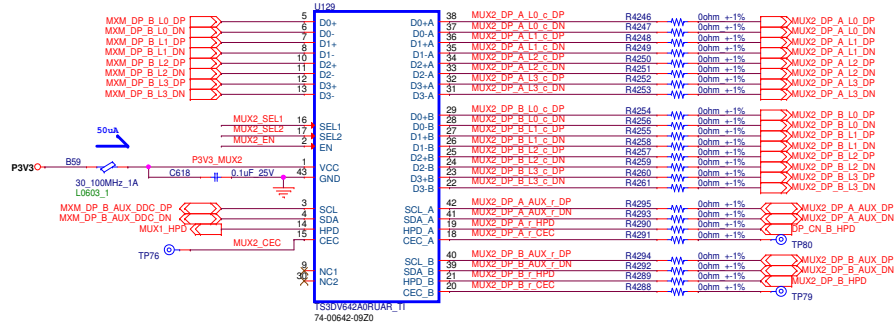 U129
MXM_DP_B_L0_DP 5 D0+ D0+A 38 MUX2_DP_A_L0_c_DP R4246 0ohm +-1% MUX2_DP_A_L0_DP
MXM_DP_B_L0_DN 6 D0- D0-A 37 MUX2_DP_A_L0_c_DN R4247 0ohm +-1% MUX2_DP_A_L0_DN
MXM_DP_B_L1_DP 7 D1+ D1+A 36 MUX2_DP_A_L1_c_DP R4248 0ohm +-1% MUX2_DP_A_L1_DP
MXM_DP_B_L1_DN 8 D1- D1-A 35 MUX2_DP_A_L1_c_DN R4249 0ohm +-1% MUX2_DP_A_L1_DN
MXM_DP_B_L2_DP 10 D2+ D2+A 34 MUX2_DP_A_L2_c_DP R4250 0ohm +-1% MUX2_DP_A_L2_DP
MXM_DP_B_L2_DN 11 D2- D2-A 33 MUX2_DP_A_L2_c_DN R4251 0ohm +-1% MUX2_DP_A_L2_DN
MXM_DP_B_L3_DP 12 D3+ D3+A 32 MUX2_DP_A_L3_c_DP R4252 0ohm +-1% MUX2_DP_A_L3_DP
MXM_DP_B_L3_DN 13 D3- D3-A 31 MUX2_DP_A_L3_c_DN R4253 0ohm +-1% MUX2_DP_A_L3_DN
D0+B 29 MUX2_DP_B_L0_c_DP R4254 0ohm +-1% MUX2_DP_B_L0_DP
MUX2_SEL1 16 SEL1 D0-B 28 MUX2_DP_B_L0_c_DN R4256 0ohm +-1% MUX2_DP_B_L0_DN
MUX2_SEL2 17 SEL2 D1+B 27 MUX2_DP_B_L1_c_DP R4255 0ohm +-1% MUX2_DP_B_L1_DP
MUX2_EN 2 EN D1-B 26 MUX2_DP_B_L1_c_DN R4258 0ohm +-1% MUX2_DP_B_L1_DN
50uA
D2+B 25 MUX2_DP_B_L2_c_DP R4257 0ohm +-1% MUX2_DP_B_L2_DP
P3V3 B59 P3V3_MUX2 1 VCC D2-B 24 MUX2_DP_B_L2_c_DN R4259 0ohm +-1% MUX2_DP_B_L2_DN
C618 0.1uF_25V 43 GND D3+B 23 MUX2_DP_B_L3_c_DP R4260 0ohm +-1% MUX2_DP_B_L3_DP
30_100MHz_1A D3-B 22 MUX2_DP_B_L3_c_DN R4261 0ohm +-1% MUX2_DP_B_L3_DN
L0603_1
MXM_DP_B_AUX_DDC_DP 3 SCL SCL_A 42 MUX2_DP_A_AUX_r_DP R4295 0ohm +-1% MUX2_DP_A_AUX_DP
MXM_DP_B_AUX_DDC_DN 4 SDA SDA_A 41 MUX2_DP_A_AUX_r_DN R4293 0ohm +-1% MUX2_DP_A_AUX_DN
MUX1_HPD 14 HPD HPD_A 19 MUX2_DP_A_r_HPD R4291 0ohm +-1% DP_CN_B_HPD
MUX2_CEC 15 CEC CEC_A 18 MUX2_DP_A_r_CEC R4290 0ohm +-1%
TP76 TP80
SCL_B 40 MUX2_DP_B_AUX_r_DP R4294 0ohm +-1% MUX2_DP_B_AUX_DP
9 NC1 SDA_B 39 MUX2_DP_B_AUX_r_DN R4292 0ohm +-1% MUX2_DP_B_AUX_DN
30 NC2 HPD_B 21 MUX2_DP_B_r_HPD R4289 0ohm +-1% MUX2_DP_B_HPD
CEC_B 20 MUX2_DP_B_r_CEC R4288 0ohm +-1%
TP79
TS3DV642A0RUAR_TI
74-00642-09Z0